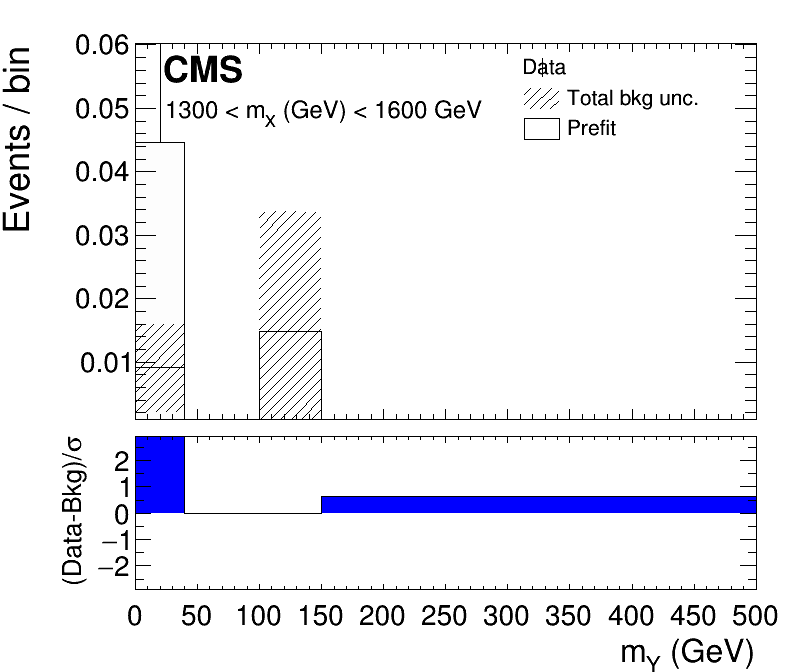 0.06
0.05
0.04
0.03
0.02
0.01
Events / bin
CMS
1300 < mX (GeV) < 1600 GeV
Data
Total bkg unc.
Prefit
2
1
0
−1
−2
(Data-Bkg)/σ
0 50 100 150 200 250 300 350 400 450 500
mY (GeV)